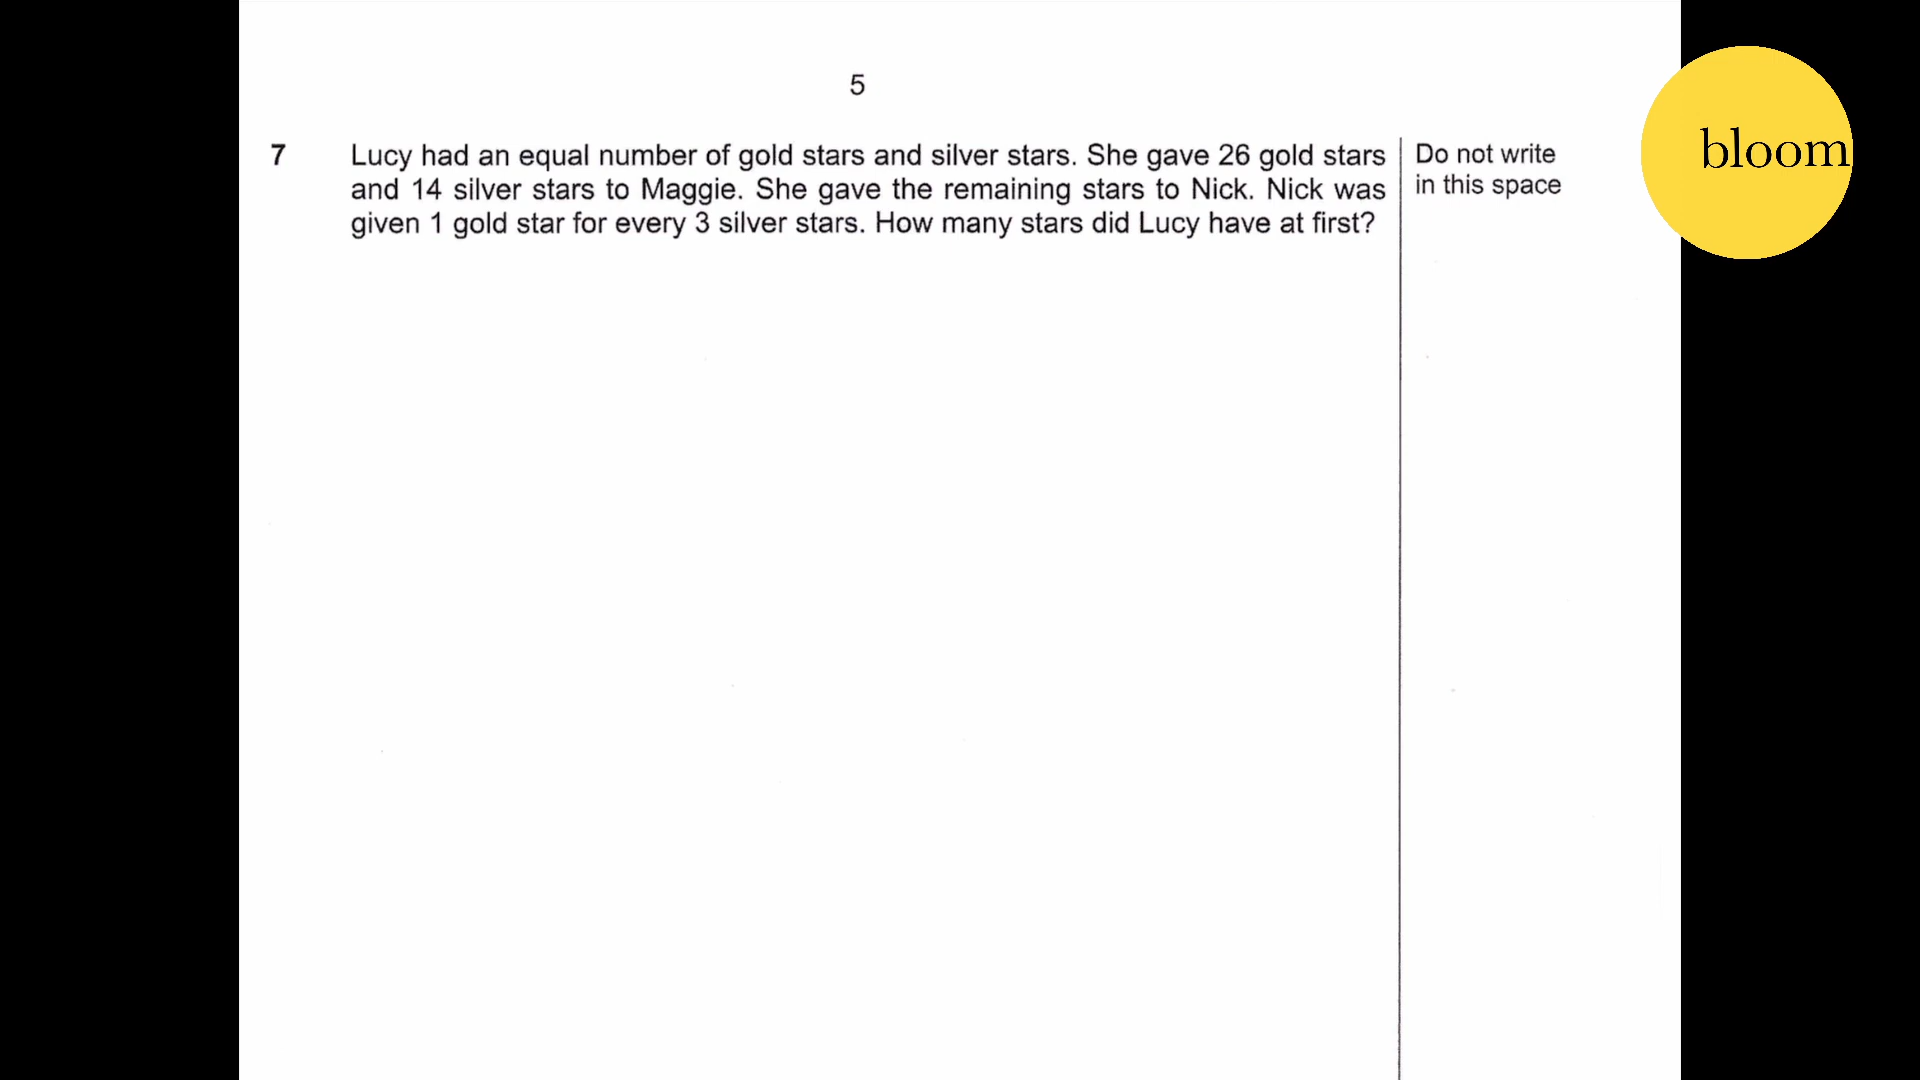 5
7 Lucy had an equal number of gold stars and silver stars. She gave 26 gold stars
and 14 silver stars to Maggie. She gave the remaining stars to Nick. Nick was
given 1 gold star for every 3 silver stars. How many stars did Lucy have at first?
Do not write
in this space
bloom